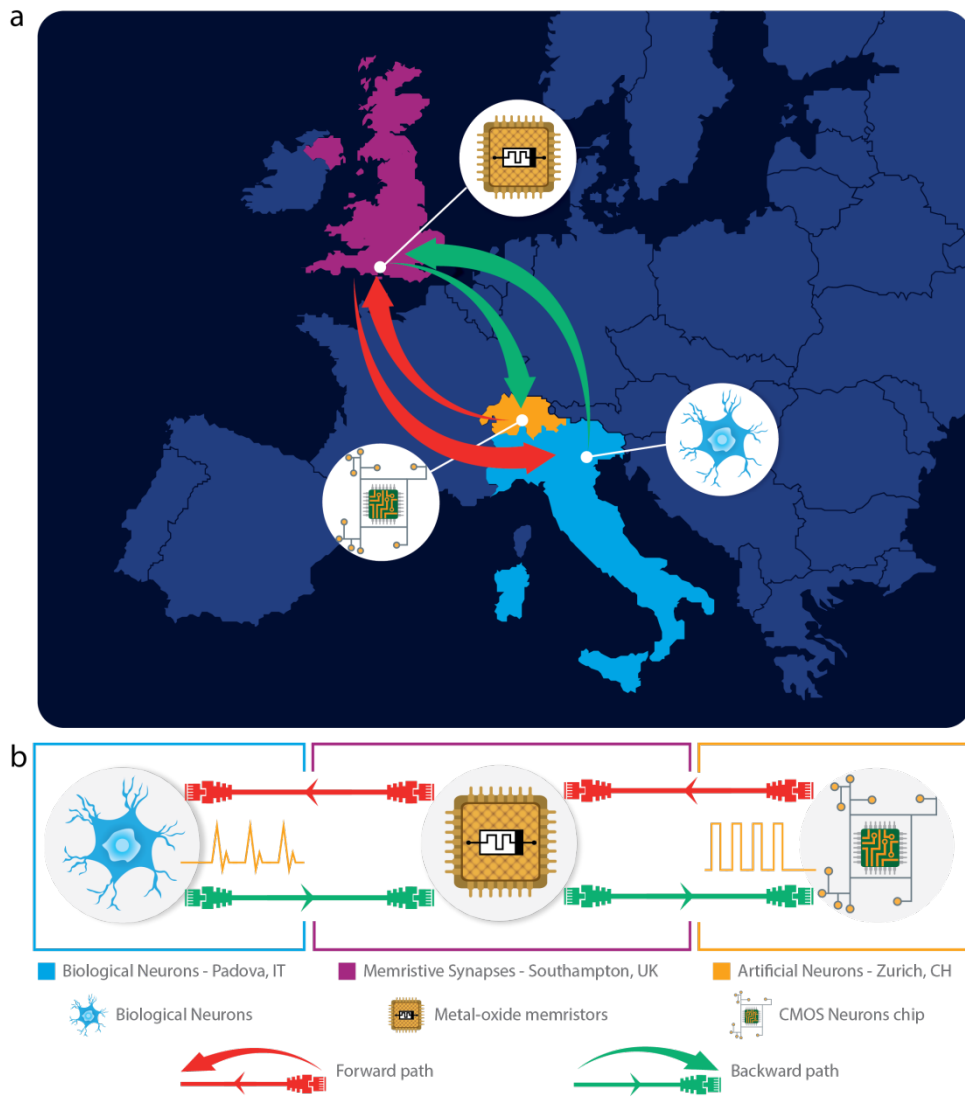 a
b
Biological Neurons - Padova, IT
Memristive Synapses - Southampton, UK
Artificial Neurons - Zurich, CH
Biological Neurons
Metal-oxide memristors
CMOS Neurons chip
Forward path
Backward path